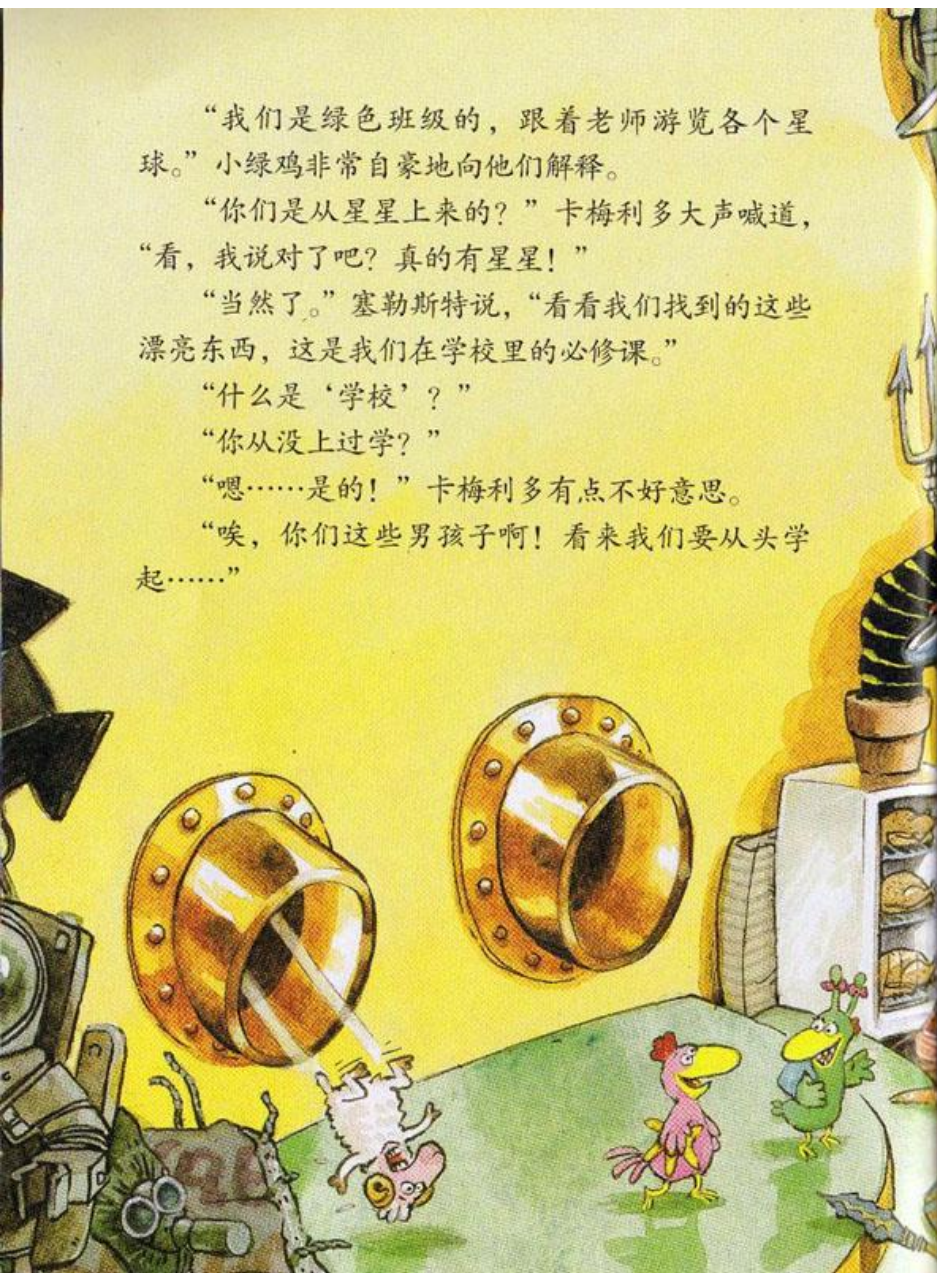 “我们是绿色班级的，跟着老师游览各个星
球。”小绿鸡非常自豪地向他们解释。
“你们是从星星上来的？”卡梅利多大声喊道，
“看，我说对了吧？真的有星星！”
“当然了。”塞勒斯特说，“看看我们找到的这些
漂亮东西，这是我们在学校里的必修课。”
“什么是‘学校’？”
“你从没上过学？”
“嗯……是的！”卡梅利多有点不好意思。
“唉，你们这些男孩子啊！看来我们要从头学
起……”